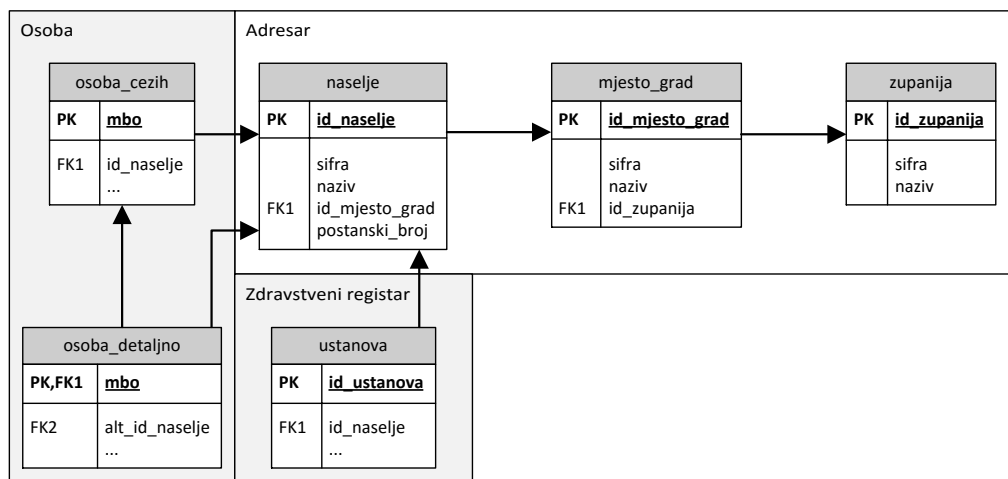 Osoba
osoba_cezih
PK mbo
FK1 id_naselje
...
osoba_detaljno
PK,FK1 mbo
FK2 alt_id_naselje
...
Adresar
naselje
PK id_naselje
sifra
naziv
FK1 id_mjesto_grad
postanski_broj
mjesto_grad
PK id_mjesto_grad
sifra
naziv
FK1 id_zupanija
zupanija
PK id_zupanija
sifra
naziv
Zdravstveni registar
ustanova
PK id_ustanova
FK1 id_naselje
...